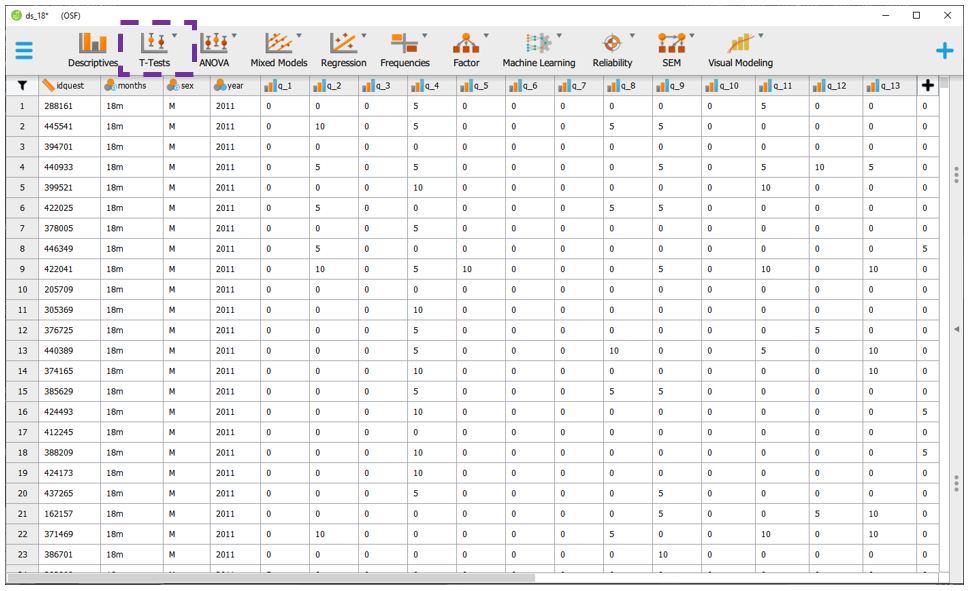 ds_18* (OSF)
Descriptives T-Tests ANOVA Mixed Models Regression Frequencies Factor Machine Learning Reliability SEM Visual Modeling
idquest months sex year q_1 q_2 q_3 q_4 q_5 q_6 q_7 q_8 q_9 q_10 q_11 q_12 q_13
1 288161 18m M 2011 0 0 0 5 0 0 0 0 0 0 5 0 0 0
2 445541 18m M 2011 0 10 0 5 0 0 0 5 5 0 0 0 0 0
3 394701 18m M 2011 0 0 0 0 0 0 0 0 0 0 0 0 0 0
4 440933 18m M 2011 0 5 0 5 0 0 0 0 5 0 5 10 5 0
5 399521 18m M 2011 0 0 0 10 0 0 0 0 0 0 10 0 0 0
6 422025 18m M 2011 0 5 0 0 0 0 0 5 5 0 0 0 0 0
7 378005 18m M 2011 0 0 0 5 0 0 0 0 0 0 0 0 0 0
8 446349 18m M 2011 0 5 0 0 0 0 0 0 0 0 0 0 0 5
9 422041 18m M 2011 0 10 0 5 10 0 0 0 5 0 10 0 10 0
10 205709 18m M 2011 0 0 0 0 0 0 0 0 0 0 0 0 0 0
11 305369 18m M 2011 0 0 0 10 0 0 0 0 0 0 0 0 0 0
12 376725 18m M 2011 0 0 0 5 0 0 0 0 0 0 0 5 0 0
13 440389 18m M 2011 0 0 0 5 0 0 0 10 0 0 5 0 10 0
14 374165 18m M 2011 0 0 0 10 0 0 0 0 0 0 0 0 10 0
15 385629 18m M 2011 0 0 0 5 0 0 0 5 5 0 0 0 0 0
16 424493 18m M 2011 0 0 0 10 0 0 0 0 0 0 0 0 0 5
17 412245 18m M 2011 0 0 0 0 0 0 0 0 0 0 0 0 0 0
18 388209 18m M 2011 0 0 0 10 0 0 0 0 0 0 0 0 0 5
19 424173 18m M 2011 0 0 0 10 0 0 0 0 0 0 0 0 0 0
20 437265 18m M 2011 0 0 0 5 0 0 0 0 5 0 0 0 0 0
21 162157 18m M 2011 0 0 0 0 0 0 0 0 5 0 0 5 10 0
22 371469 18m M 2011 0 10 0 0 0 0 0 5 0 0 10 0 10 0
23 386701 18m M 2011 0 0 0 0 0 0 0 0 10 0 0 0 0 0